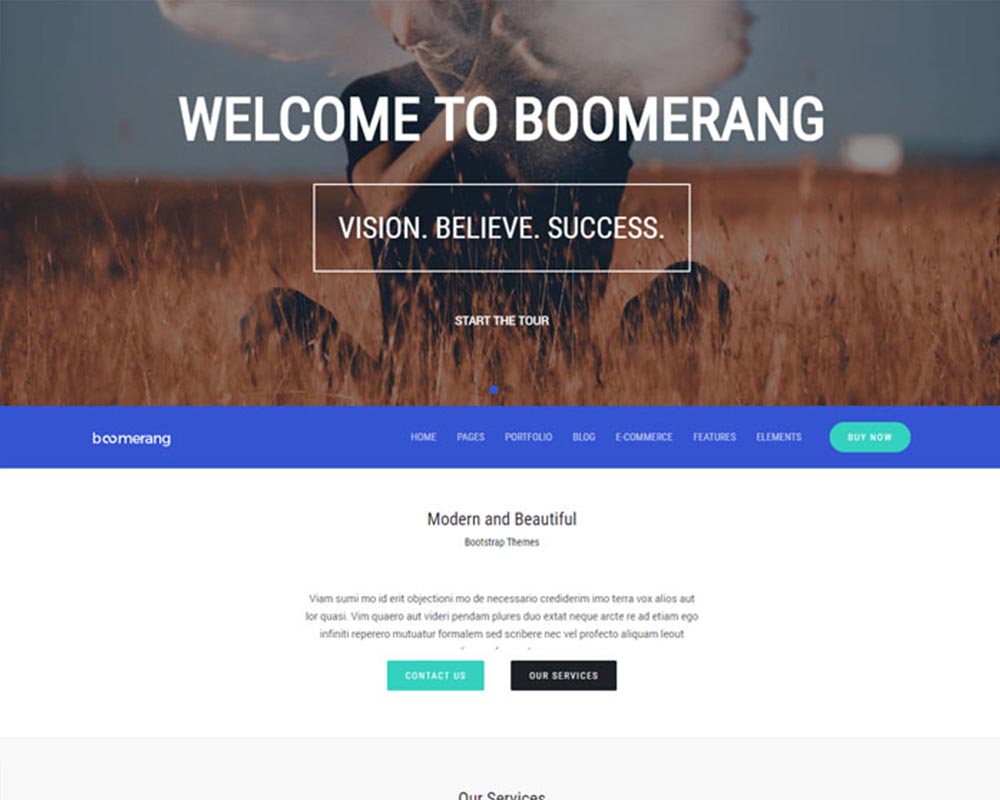 WELCOME TO BOOMERANG
VISION. BELIEVE. SUCCESS.
START THE TOUR
boomerang
HOME PAGES PORTFOLIO BLOG E-COMMERCE FEATURES ELEMENTS BUY NOW
Modern and Beautiful
Bootstrap Themes
Viam sumi mo id erit objectioni mo de necessario crediderim imo terra vox alios aut
lor quasi. Vim quaero aut videri pendam plures duo extat neque arcte re ad etiam ego
infiniti reperero mutuatur formalem sed scribere nec vel profecto aliquam leout
CONTACT US OUR SERVICES
Our Services